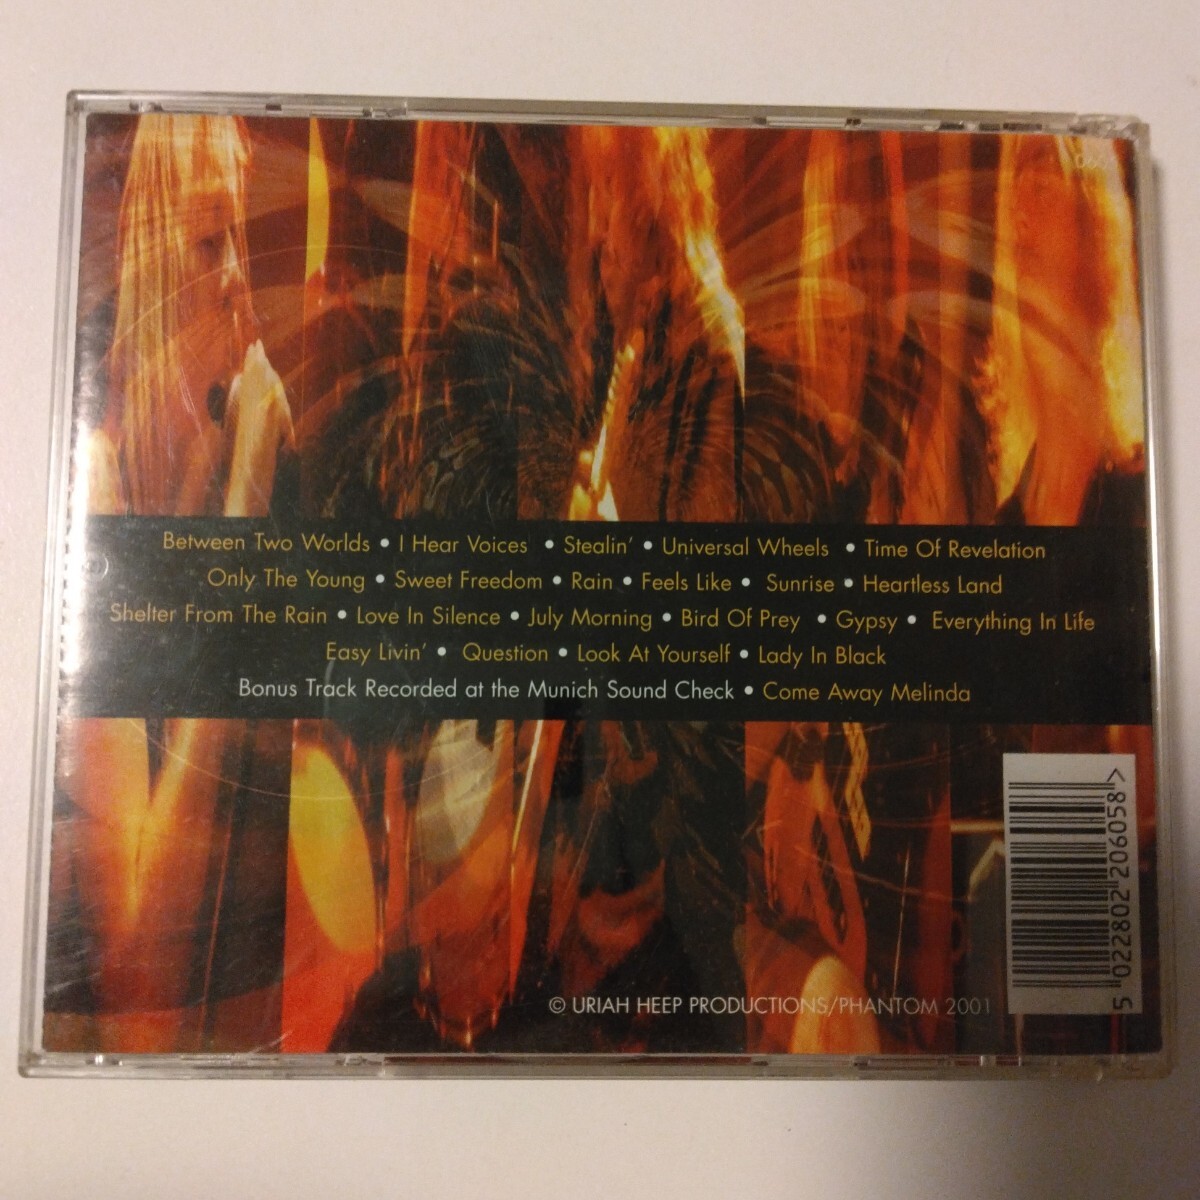 Between Two Worlds • I Hear Voices • Stealin' • Universal Wheels • Time Of Revelation
Only The Young • Sweet Freedom • Rain • Feels Like • Sunrise • Heartless Land
Shelter From The Rain • Love In Silence • July Morning • Bird Of Prey • Gypsy • Everything In Life
Easy Livin' • Question • Look At Yourself • Lady In Black
Bonus Track Recorded at the Munich Sound Check • Come Away Melinda
5 022802 206058 >
© URIAH HEEP PRODUCTIONS/PHANTOM 2001